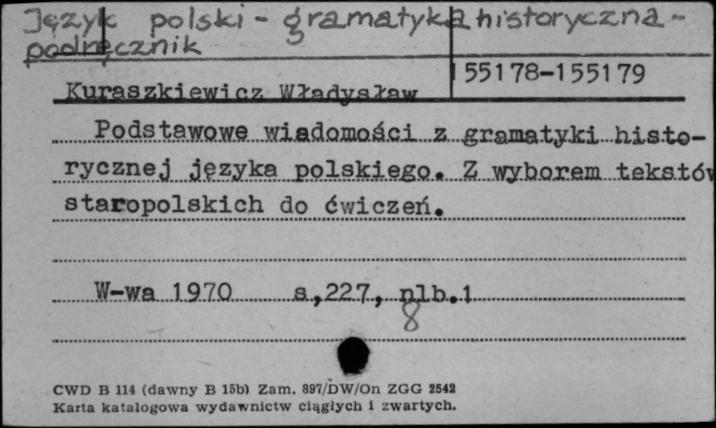 Język polski - gramatyka historyczna -
podręcznik
155178-155179
Kuraszkiewicz Władysław
Podstawowe wiadomości z gramatyki histo-
rycznej języka polskiego. Z wyborem tekstów
staropolskich do ćwiczeń.
W-wa 1970 s,227, nlb.1
8
CWD B 114 (dawny B 15b) Zam. 897/DW/On ZGG 2542
Karta katalogowa wydawnictw ciągłych i zwartych.